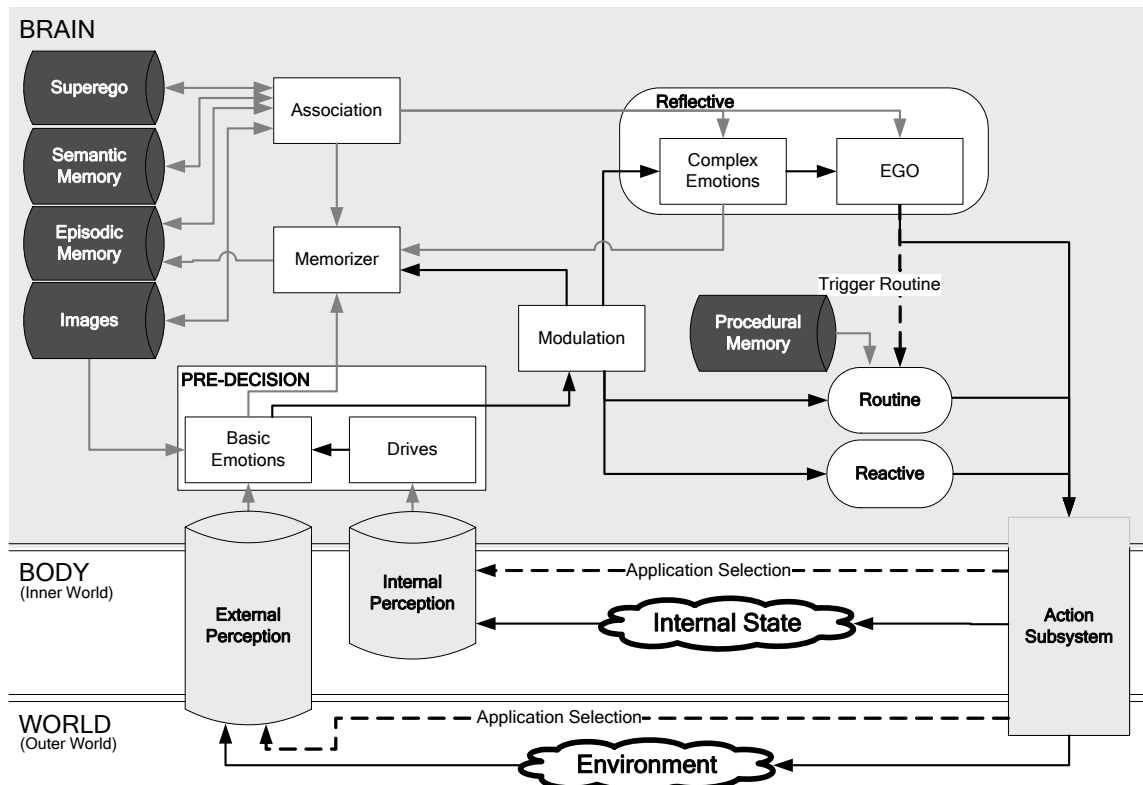 BRAIN
Superego
Semantic
Memory
Episodic
Memory
Images
Association
Memorizer
Reflective
Complex
Emotions
EGO
Trigger Routine
Procedural
Memory
Modulation
Routine
Reactive
PRE-DECISION
Basic
Emotions
Drives
BODY
(Inner World)
External
Perception
Internal
Perception
Application Selection
Internal State
Action
Subsystem
WORLD
(Outer World)
Application Selection
Environment